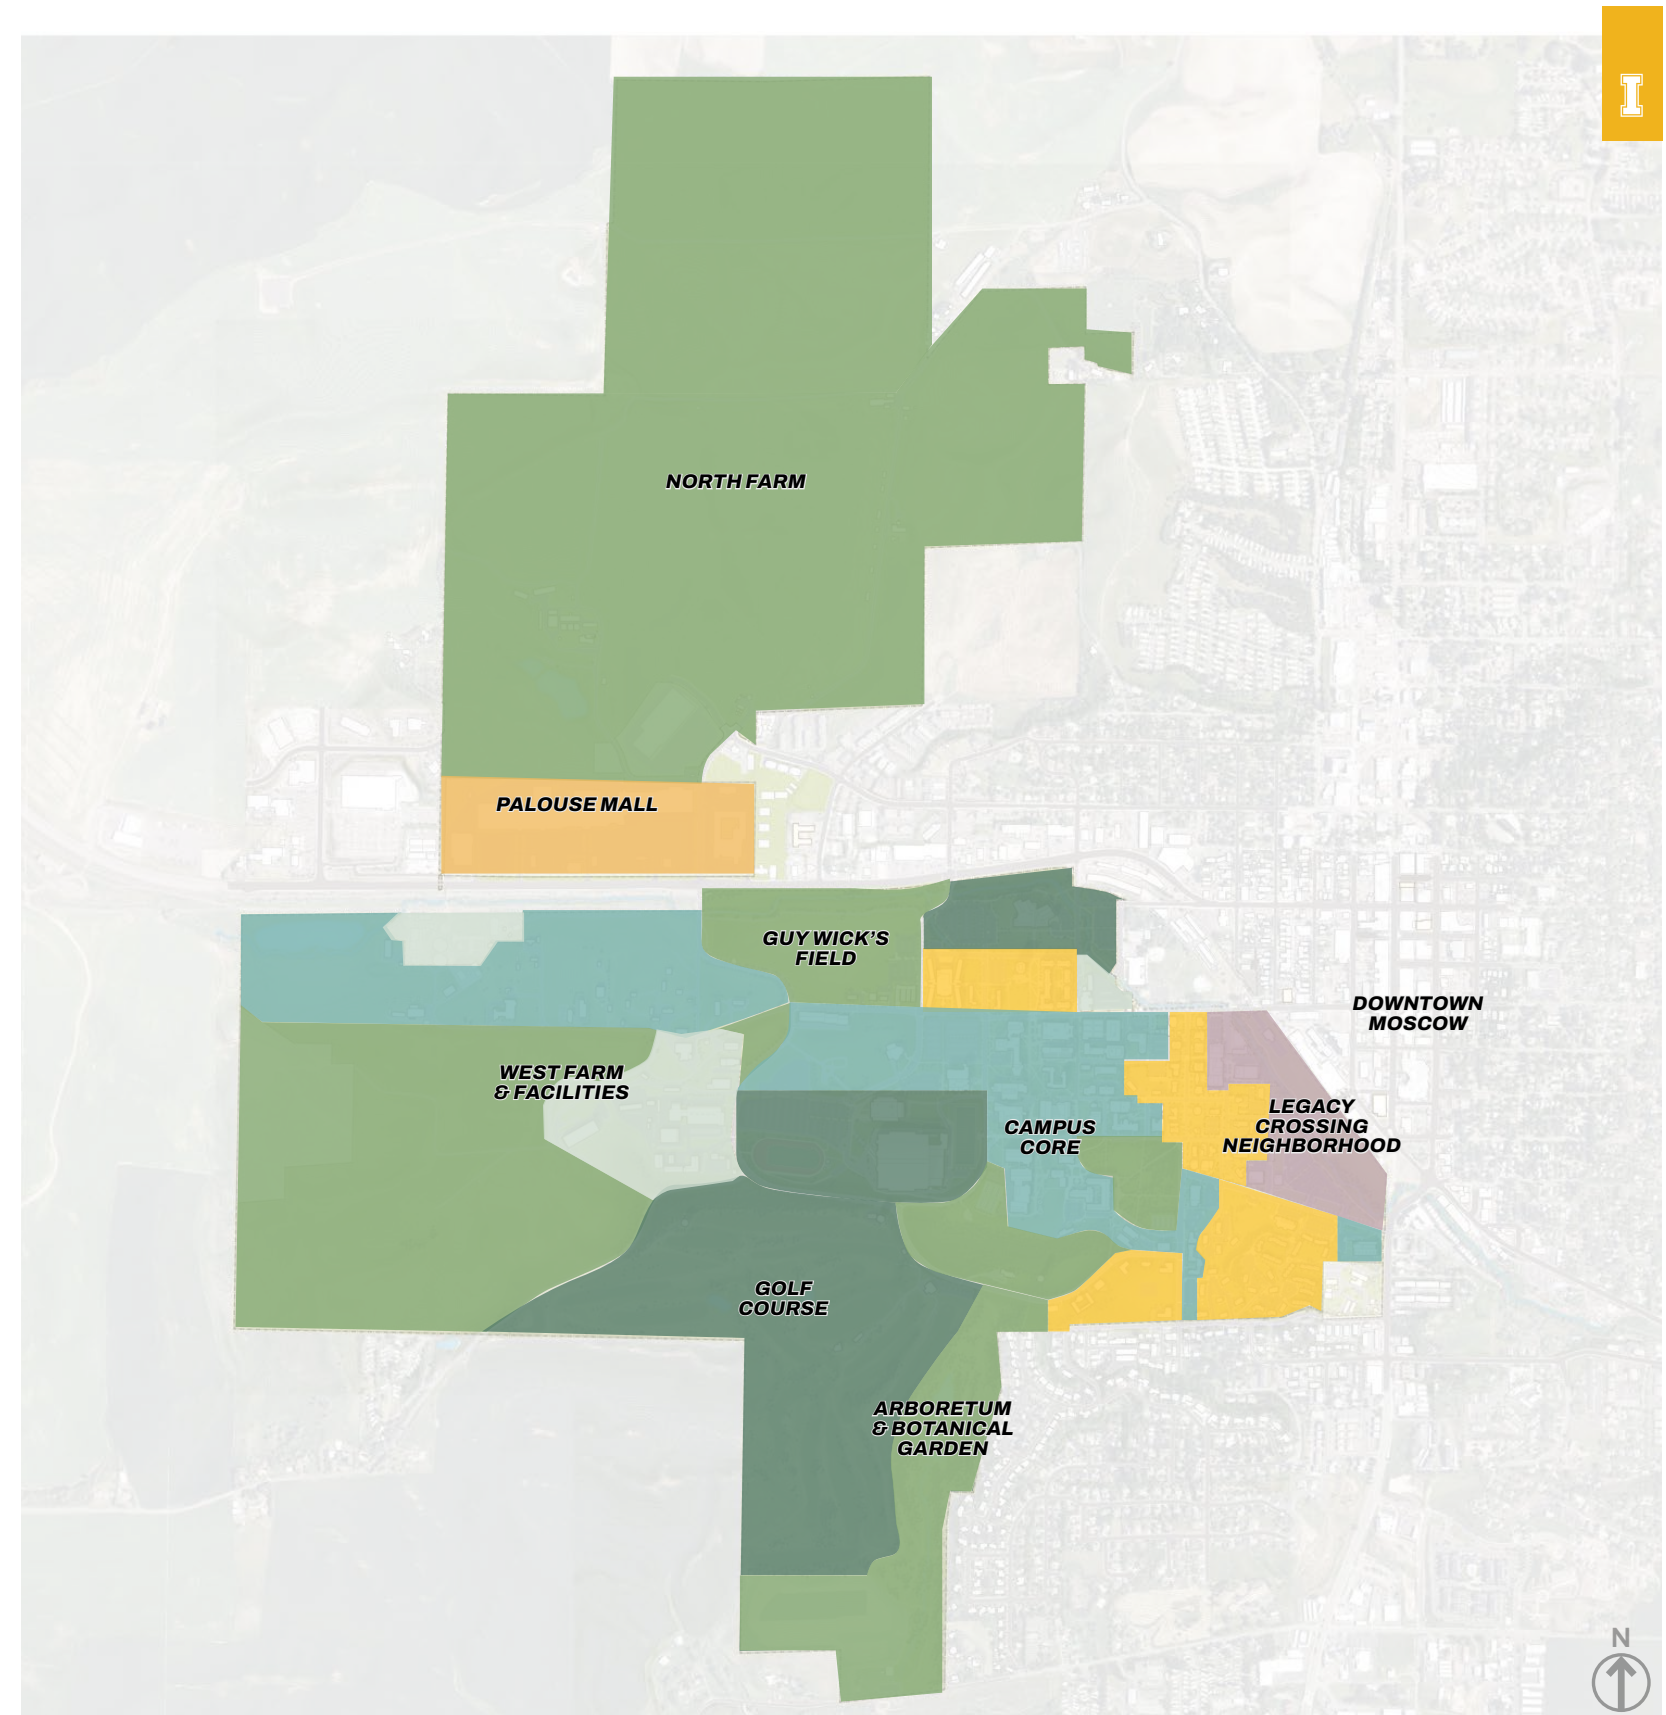 I
NORTH FARM
PALOUSE MALL
GUY WICK'S
FIELD
DOWNTOWN
MOSCOW
WEST FARM
& FACILITIES
LEGACY
CROSSING
NEIGHBORHOOD
CAMPUS
CORE
GOLF
COURSE
ARBORETUM
& BOTANICAL
GARDEN
N